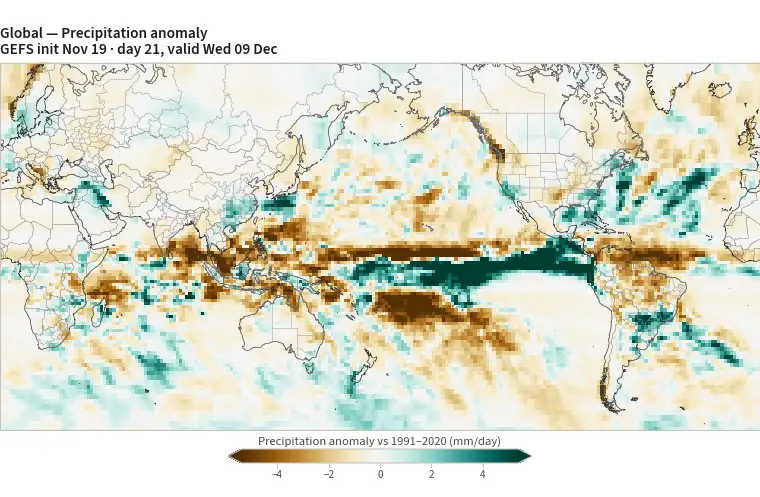 Global — Precipitation anomaly
GEFS init Nov 19 · day 21, valid Wed 09 Dec
Precipitation anomaly vs 1991–2020 (mm/day)
−4 −2 0 2 4